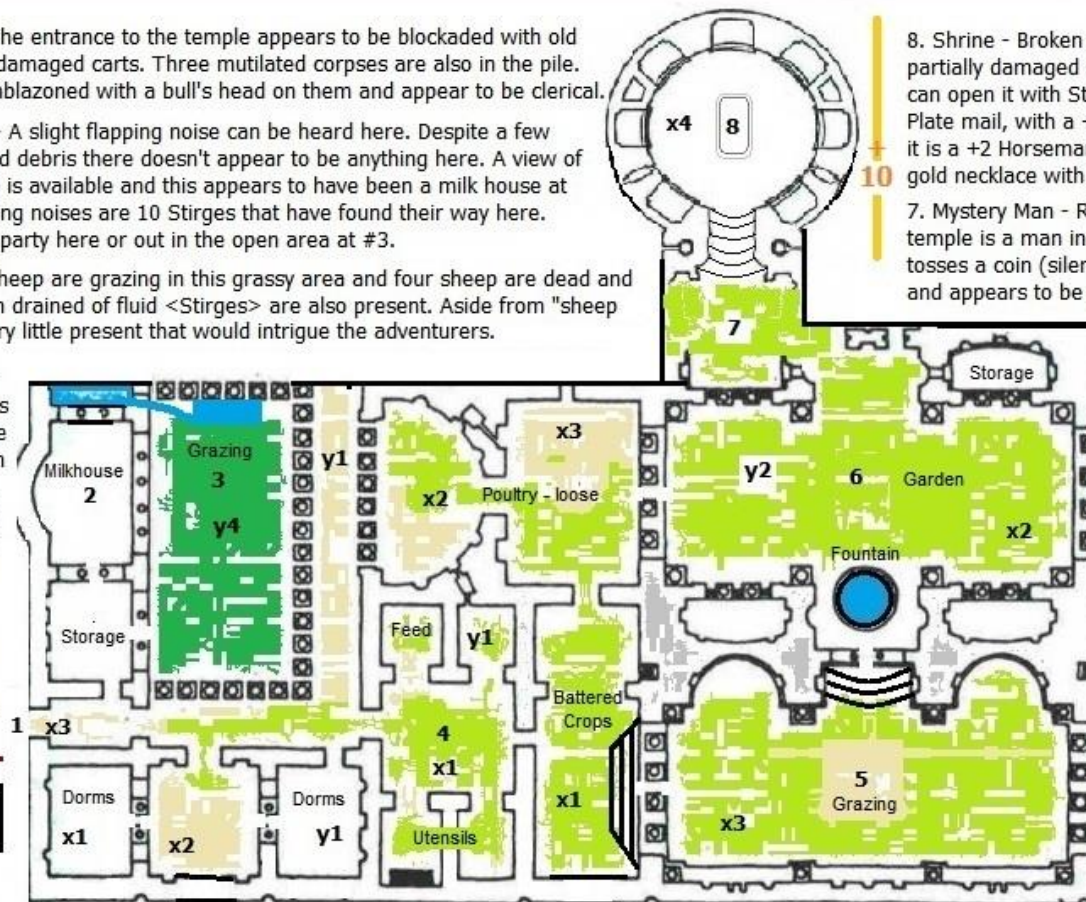 he entrance to the temple appears to be blockaded with old
damaged carts. Three mutilated corpses are also in the pile.
blazoned with a bull's head on them and appear to be clerical.
A slight flapping noise can be heard here. Despite a few
d debris there doesn't appear to be anything here. A view of
is available and this appears to have been a milk house at
ng noises are 10 Stirges that have found their way here.
party here or out in the open area at #3.
heep are grazing in this grassy area and four sheep are dead and
drained of fluid <Stirges> are also present. Aside from "sheep
ry little present that would intrigue the adventurers.
8. Shrine - Broken
partially damaged
can open it with St
Plate mail, with a
it is a +2 Horseman
gold necklace with
7. Mystery Man - R
temple is a man in
tosses a coin (silen
and appears to be
10
x4
8
7
Storage
Milkhouse
2
Grazing
3
y4
y1
x2
Poultry - loose
x3
y2
6
Garden
x2
Fountain
Storage
Feed
y1
Battered
Crops
1
x3
4
x1
x1
5
Grazing
x3
Dorms
x1
x2
Dorms
y1
Utensils